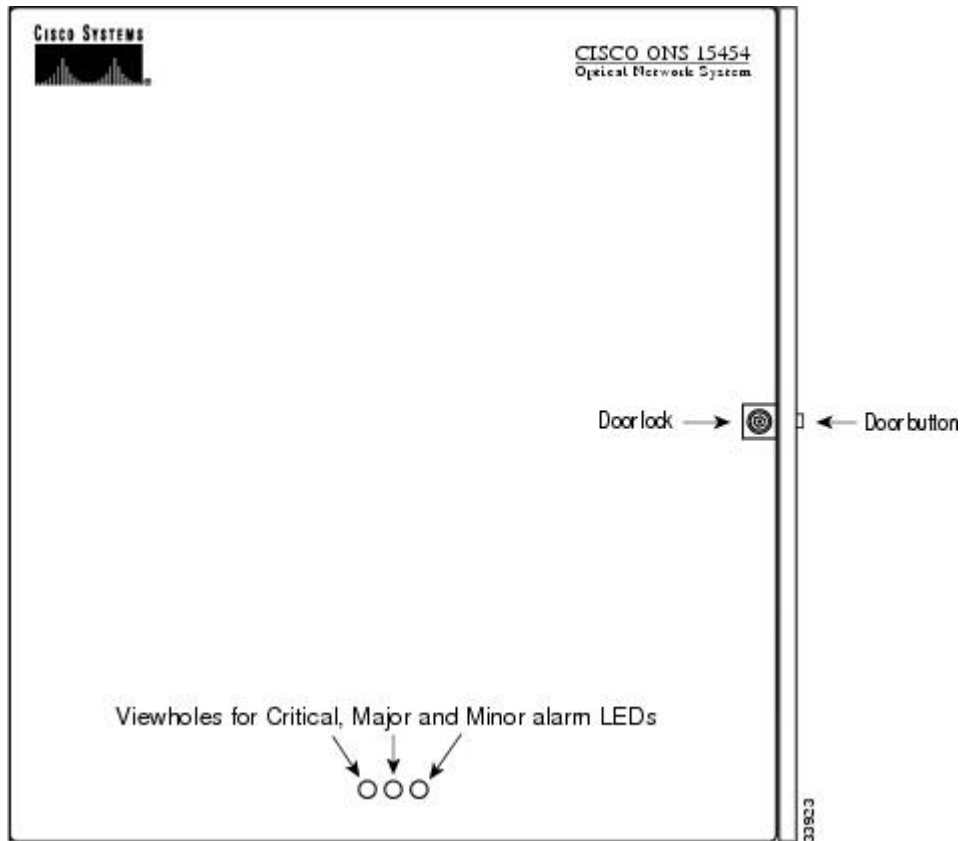 CISCO SYSTEMS
CISCO ONS 15454
Optical Network System
Door lock
Door button
Viewholes for Critical, Major and Minor alarm LEDs
33923